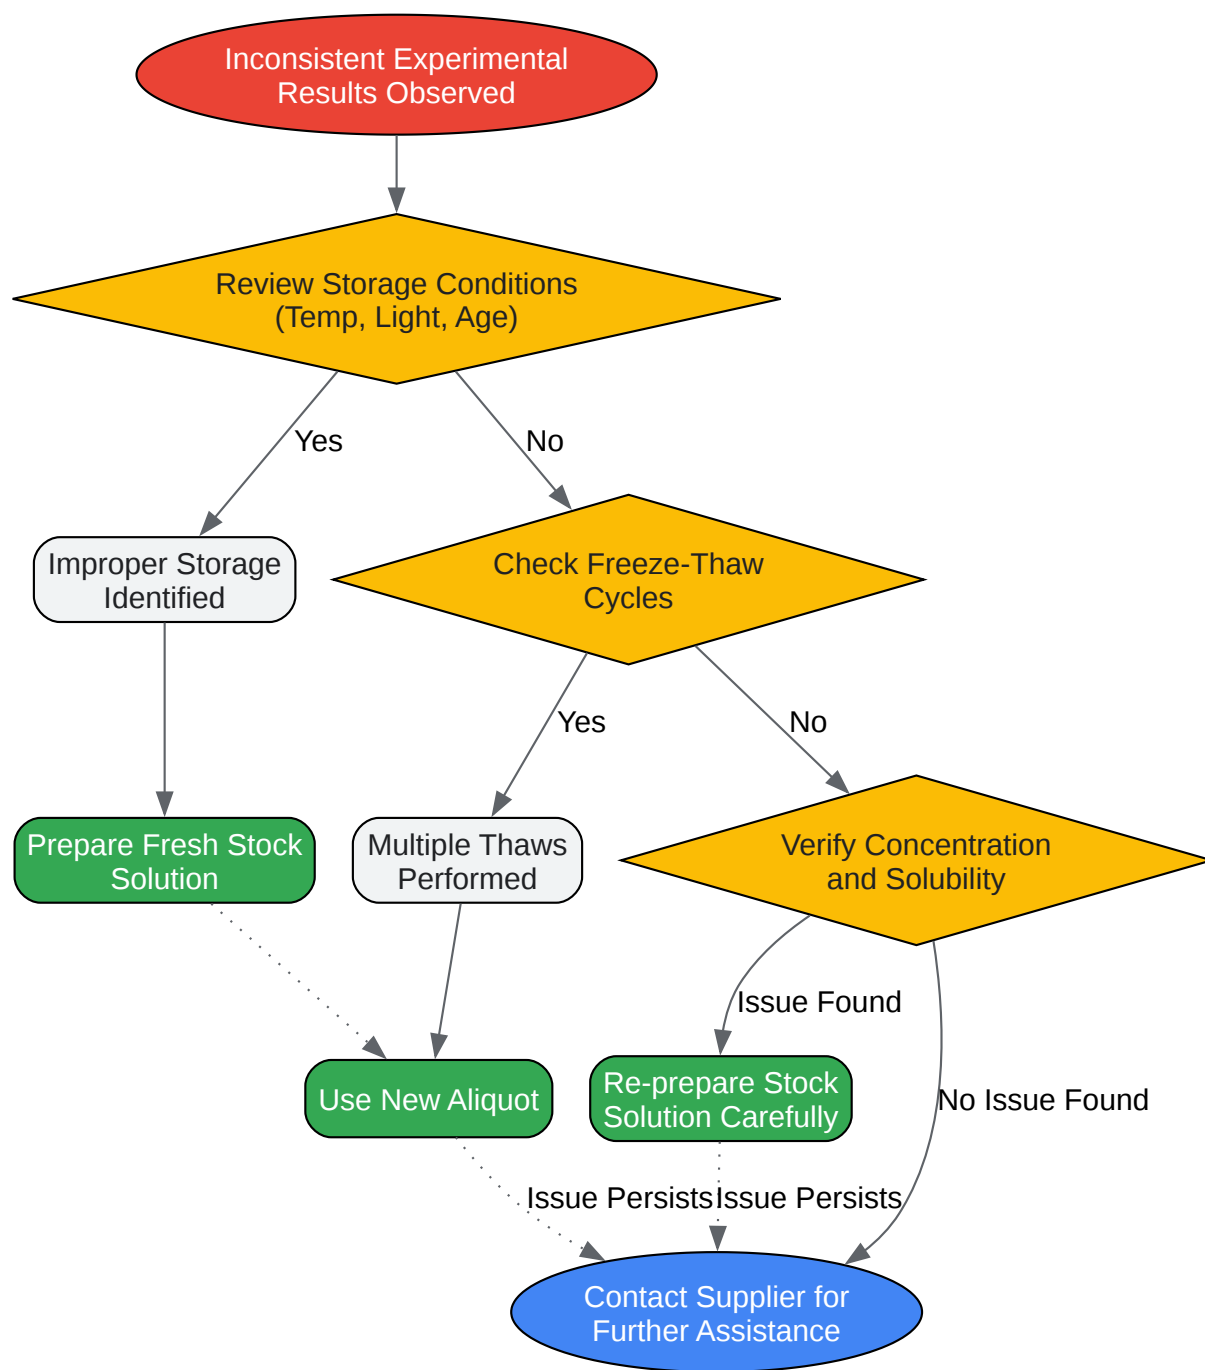 Inconsistent Experimental
Results Observed
Review Storage Conditions
(Temp, Light, Age)
Yes
No
Improper Storage
Identified
Check Freeze-Thaw
Cycles
Yes
No
Prepare Fresh Stock
Solution
Multiple Thaws
Performed
Verify Concentration
and Solubility
Issue Found
Use New Aliquot
Re-prepare Stock
Solution Carefully
No Issue Found
Issue Persists
Issue Persists
Contact Supplier for
Further Assistance